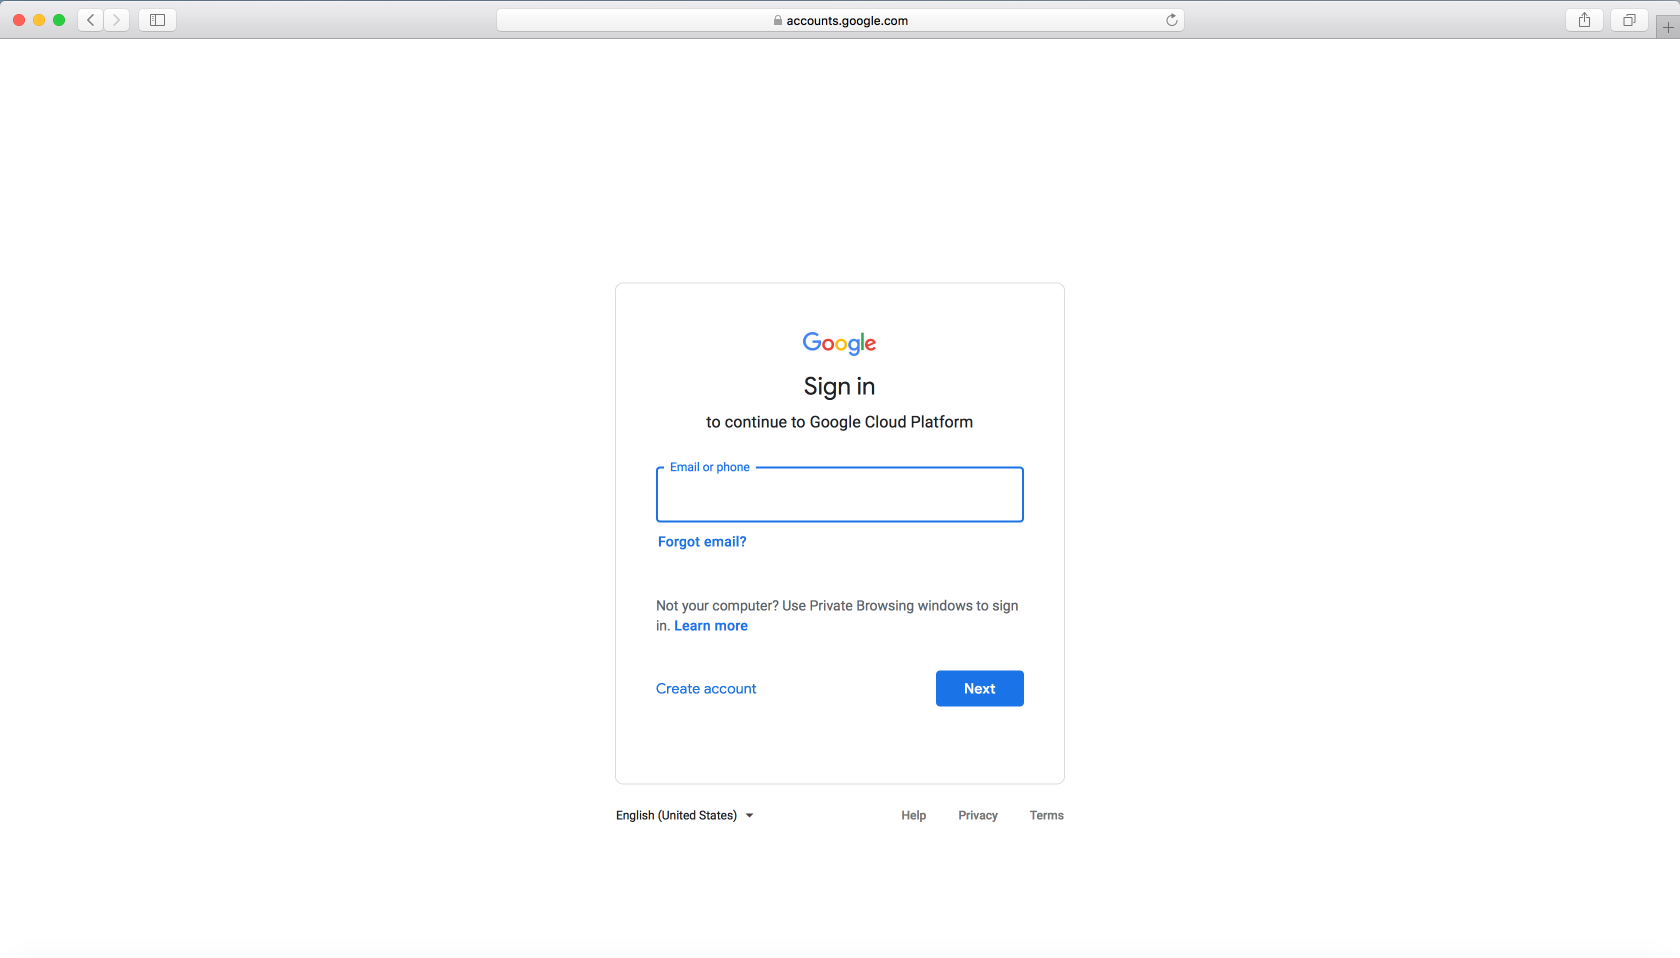 accounts.google.com
Google
Sign in
to continue to Google Cloud Platform
Email or phone
Forgot email?
Not your computer? Use Private Browsing windows to sign
in. Learn more
Create account
Next
English (United States)
Help
Privacy
Terms